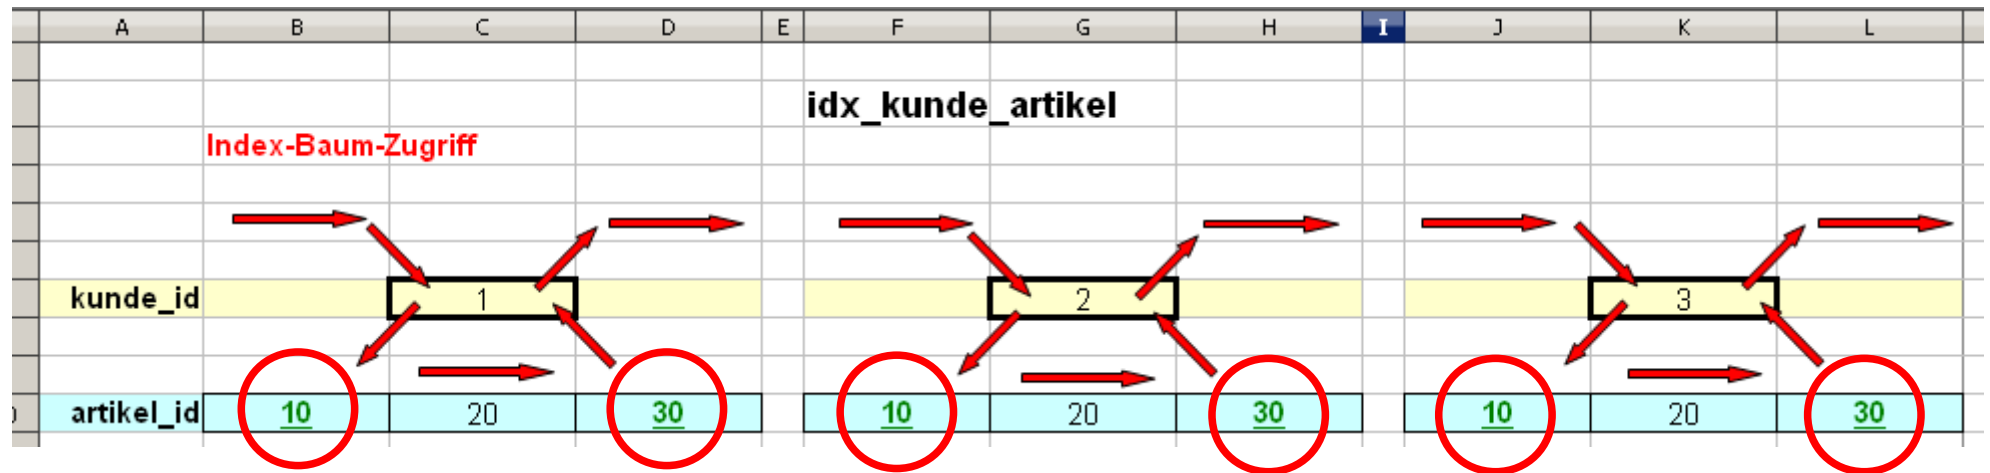 A B C D E F G H I J K L
idx_kunde_artikel
Index-Baum-Zugriff
kunde_id 1 2 3
artikel_id 10 20 30 10 20 30 10 20 30